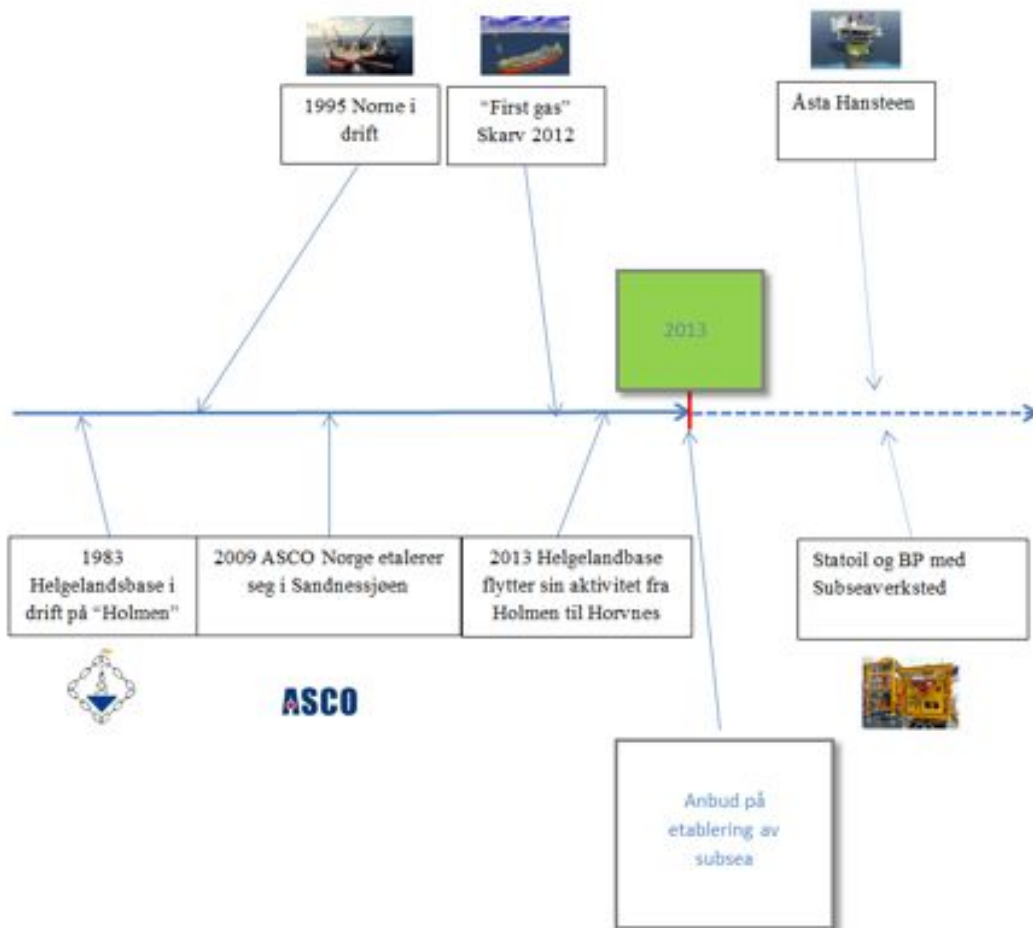 1995 Norne i
drift
“First gas”
Skarv 2012
Åsta Hansteen
2013
1983
Helgelandsbase i
drift på “Holmen”
2009 ASCO Norge etalerer
seg i Sandnessjøen
2013 Helgelandbase
flytter sin aktivitet fra
Holmen til Horvnes
Statoil og BP med
Subseaverksted
ASCO
Anbud på
etablering av
subsea